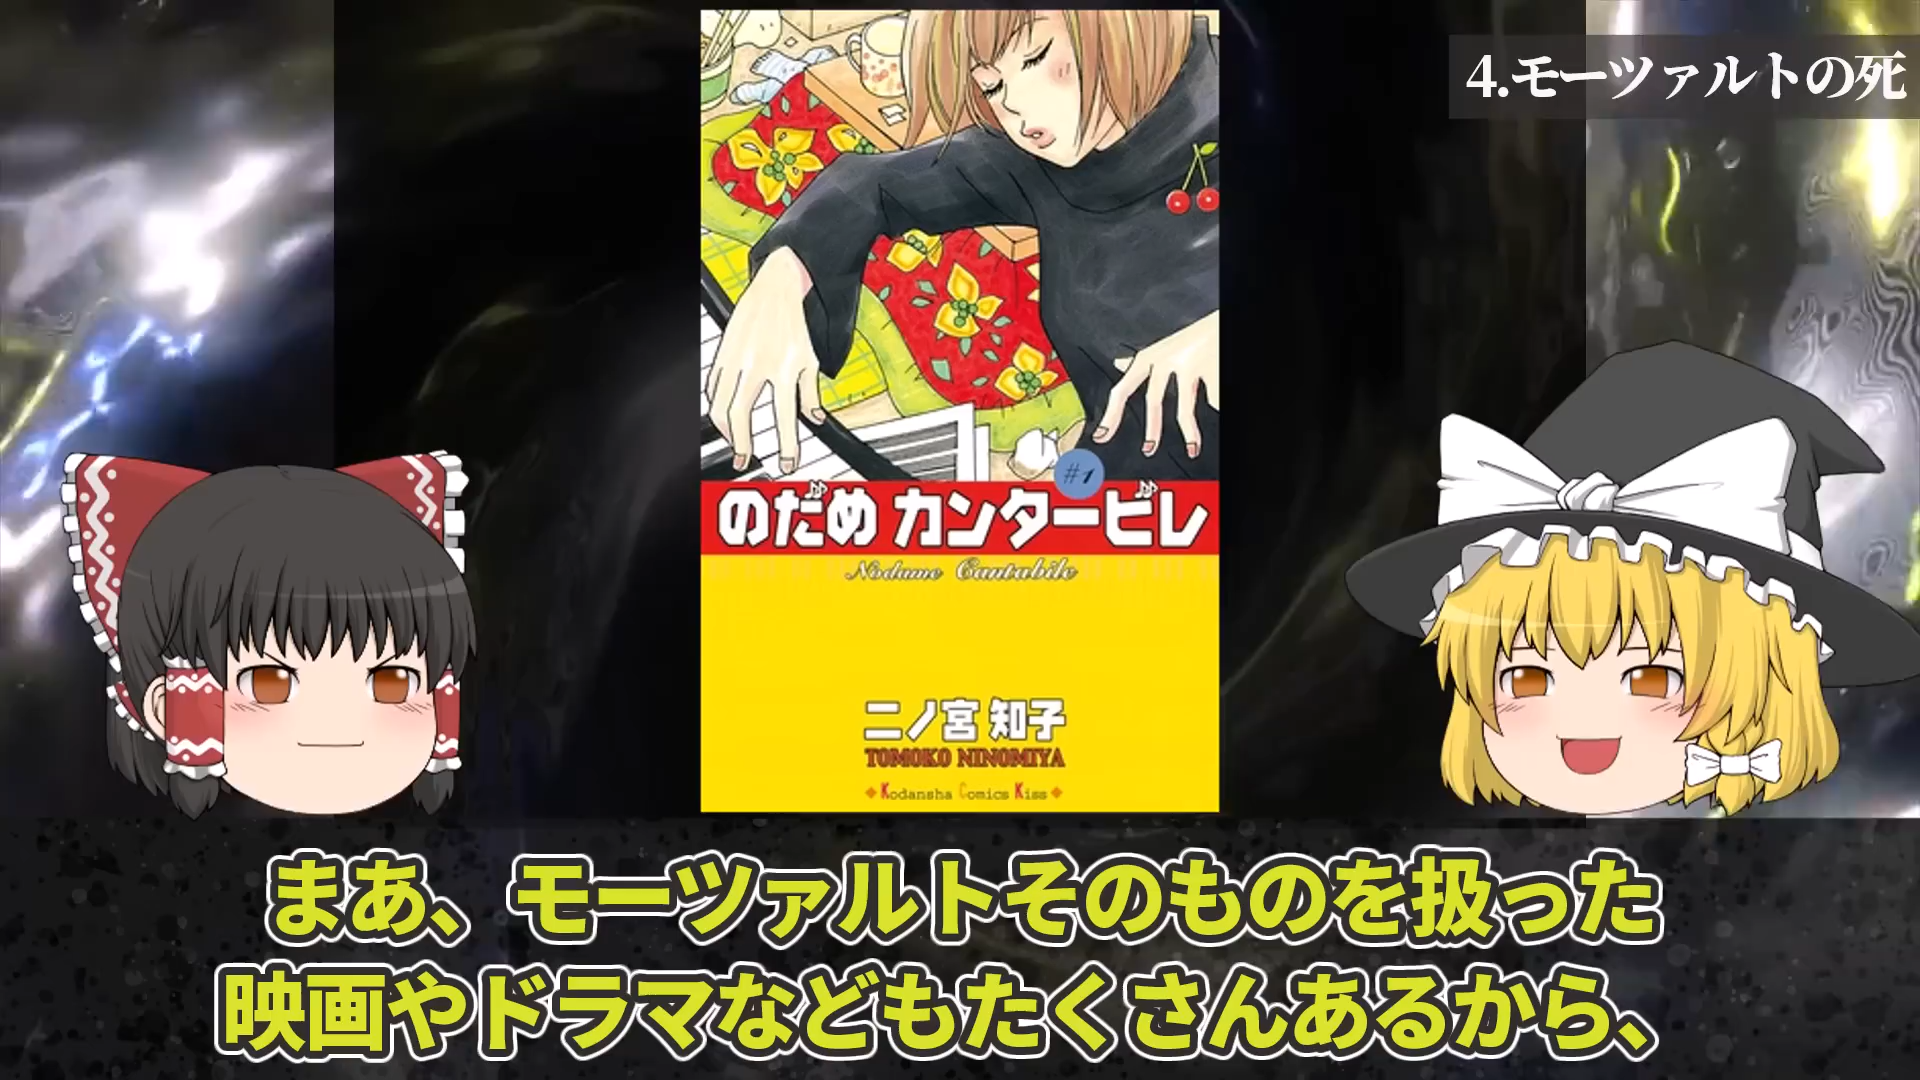 4.モーツァルトの死
#1
のだめ カンタービレ
Nodame Cantabile
二ノ宮 知子
TOMOKO NINOMIYA
Kodansha Comics Kiss
まあ、モーツァルトそのものを扱った
映画やドラマなどもたくさんあるから、